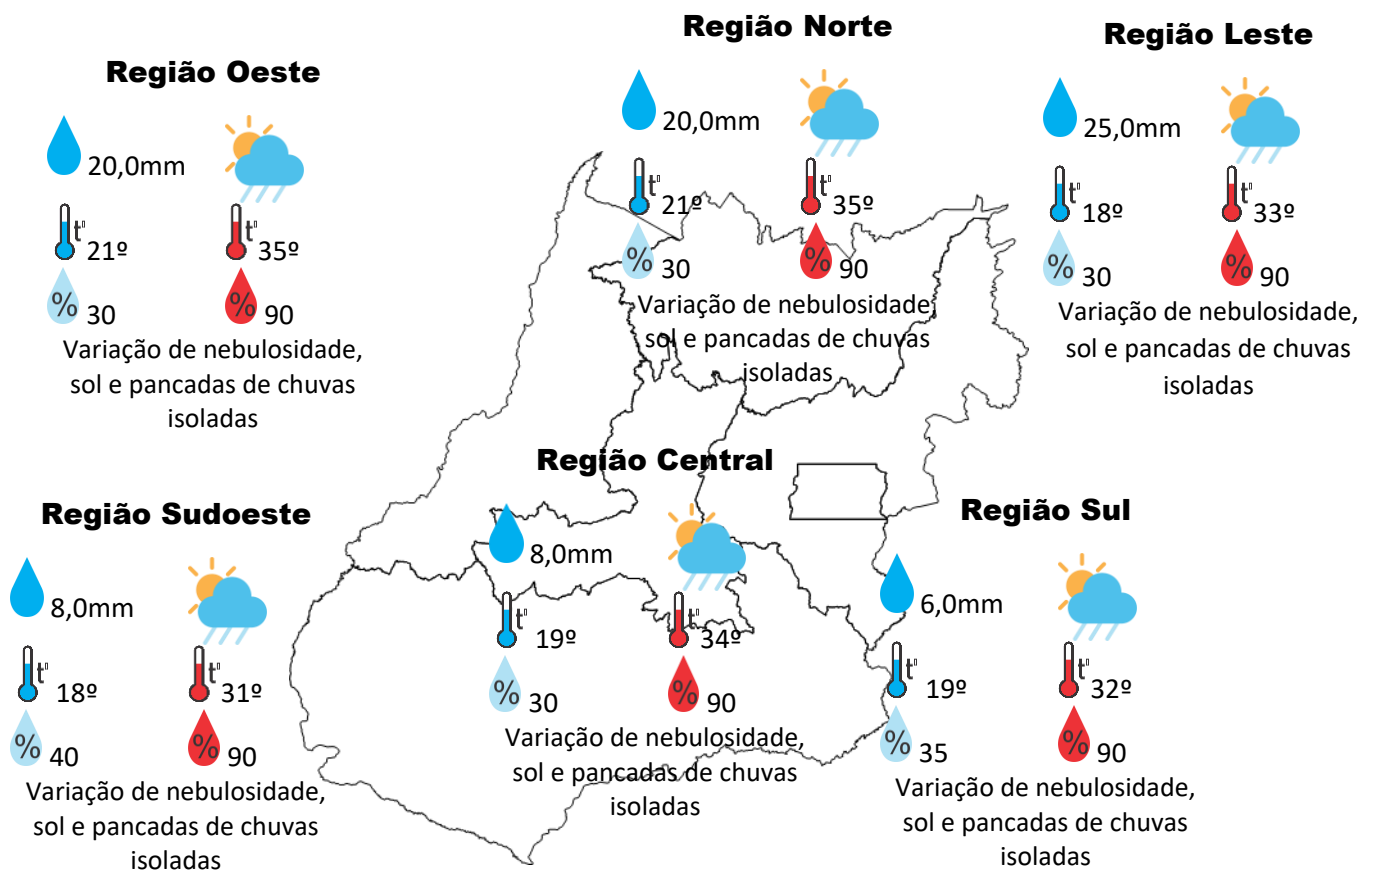 Região Norte
20,0mm
t°
21º
35º
% 30
% 90
Variação de nebulosidade,
sol e pancadas de chuvas
isoladas
Região Leste
25,0mm
t°
18º
t°
33º
% 30
% 90
Variação de nebulosidade,
sol e pancadas de chuvas
isoladas
Região Oeste
20,0mm
t°
21º
t°
35º
% 30
% 90
Variação de nebulosidade,
sol e pancadas de chuvas
isoladas
Região Central
8,0mm
t°
19º
t°
34º
% 30
% 90
Variação de nebulosidade,
sol e pancadas de chuvas
isoladas
Região Sudoeste
8,0mm
t°
18º
t°
31º
% 40
% 90
Variação de nebulosidade,
sol e pancadas de chuvas
isoladas
Região Sul
6,0mm
t°
19º
t°
32º
% 35
% 90
Variação de nebulosidade,
sol e pancadas de chuvas
isoladas